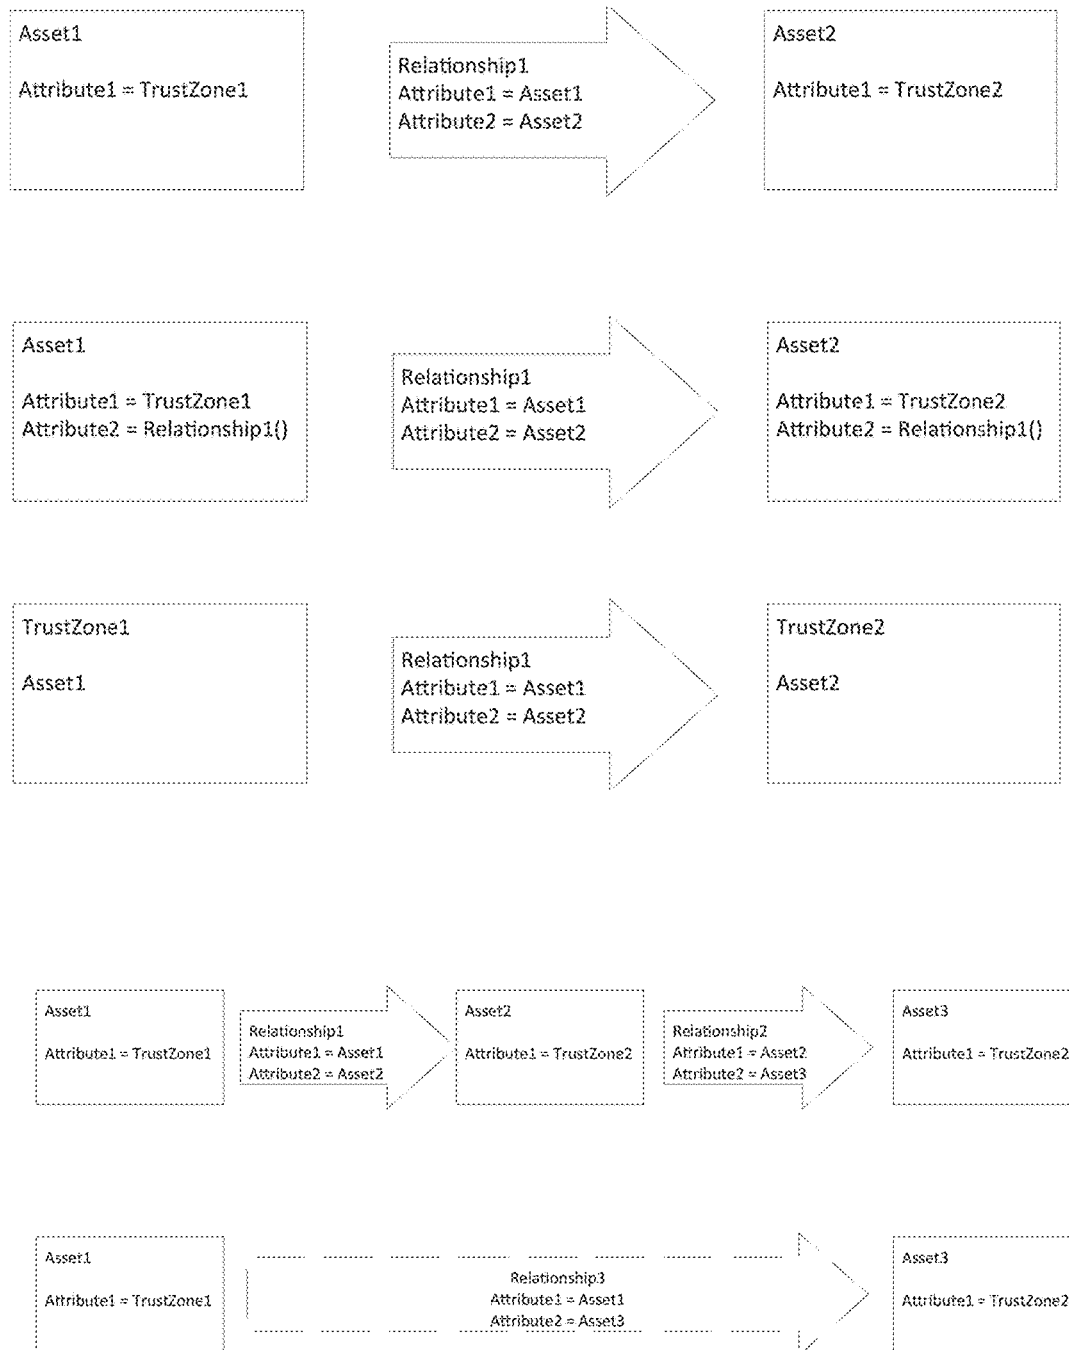 Asset1
Attribute1 = TrustZone1
Relationship1
Attribute1 = Asset1
Attribute2 = Asset2
Asset2
Attribute1 = TrustZone2
Asset1
Attribute1 = TrustZone1
Attribute2 = Relationship1()
Relationship1
Attribute1 = Asset1
Attribute2 = Asset2
Asset2
Attribute1 = TrustZone2
Attribute2 = Relationship1()
TrustZone1
Asset1
Relationship1
Attribute1 = Asset1
Attribute2 = Asset2
TrustZone2
Asset2
Asset1
Attribute1 = TrustZone1
Relationship1
Attribute1 = Asset1
Attribute2 = Asset2
Asset2
Attribute1 = TrustZone2
Relationship2
Attribute1 = Asset2
Attribute2 = Asset3
Asset3
Attribute1 = TrustZone2
Asset1
Attribute1 = TrustZone1
Relationship3
Attribute1 = Asset1
Attribute2 = Asset3
Asset3
Attribute1 = TrustZone2